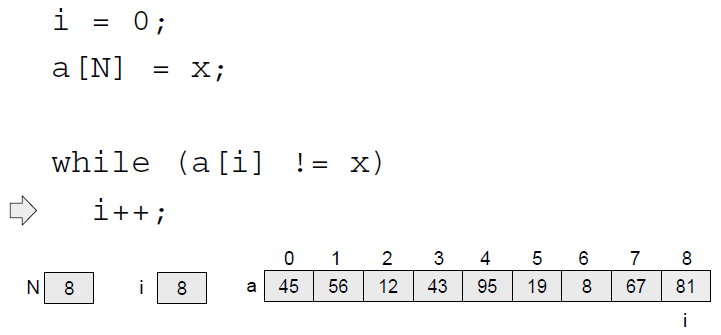 i = 0;
a[N] = x;
while (a[i] != x)
i++;
0 1 2 3 4 5 6 7 8
N 8 i 8 a 45 56 12 43 95 19 8 67 81
i